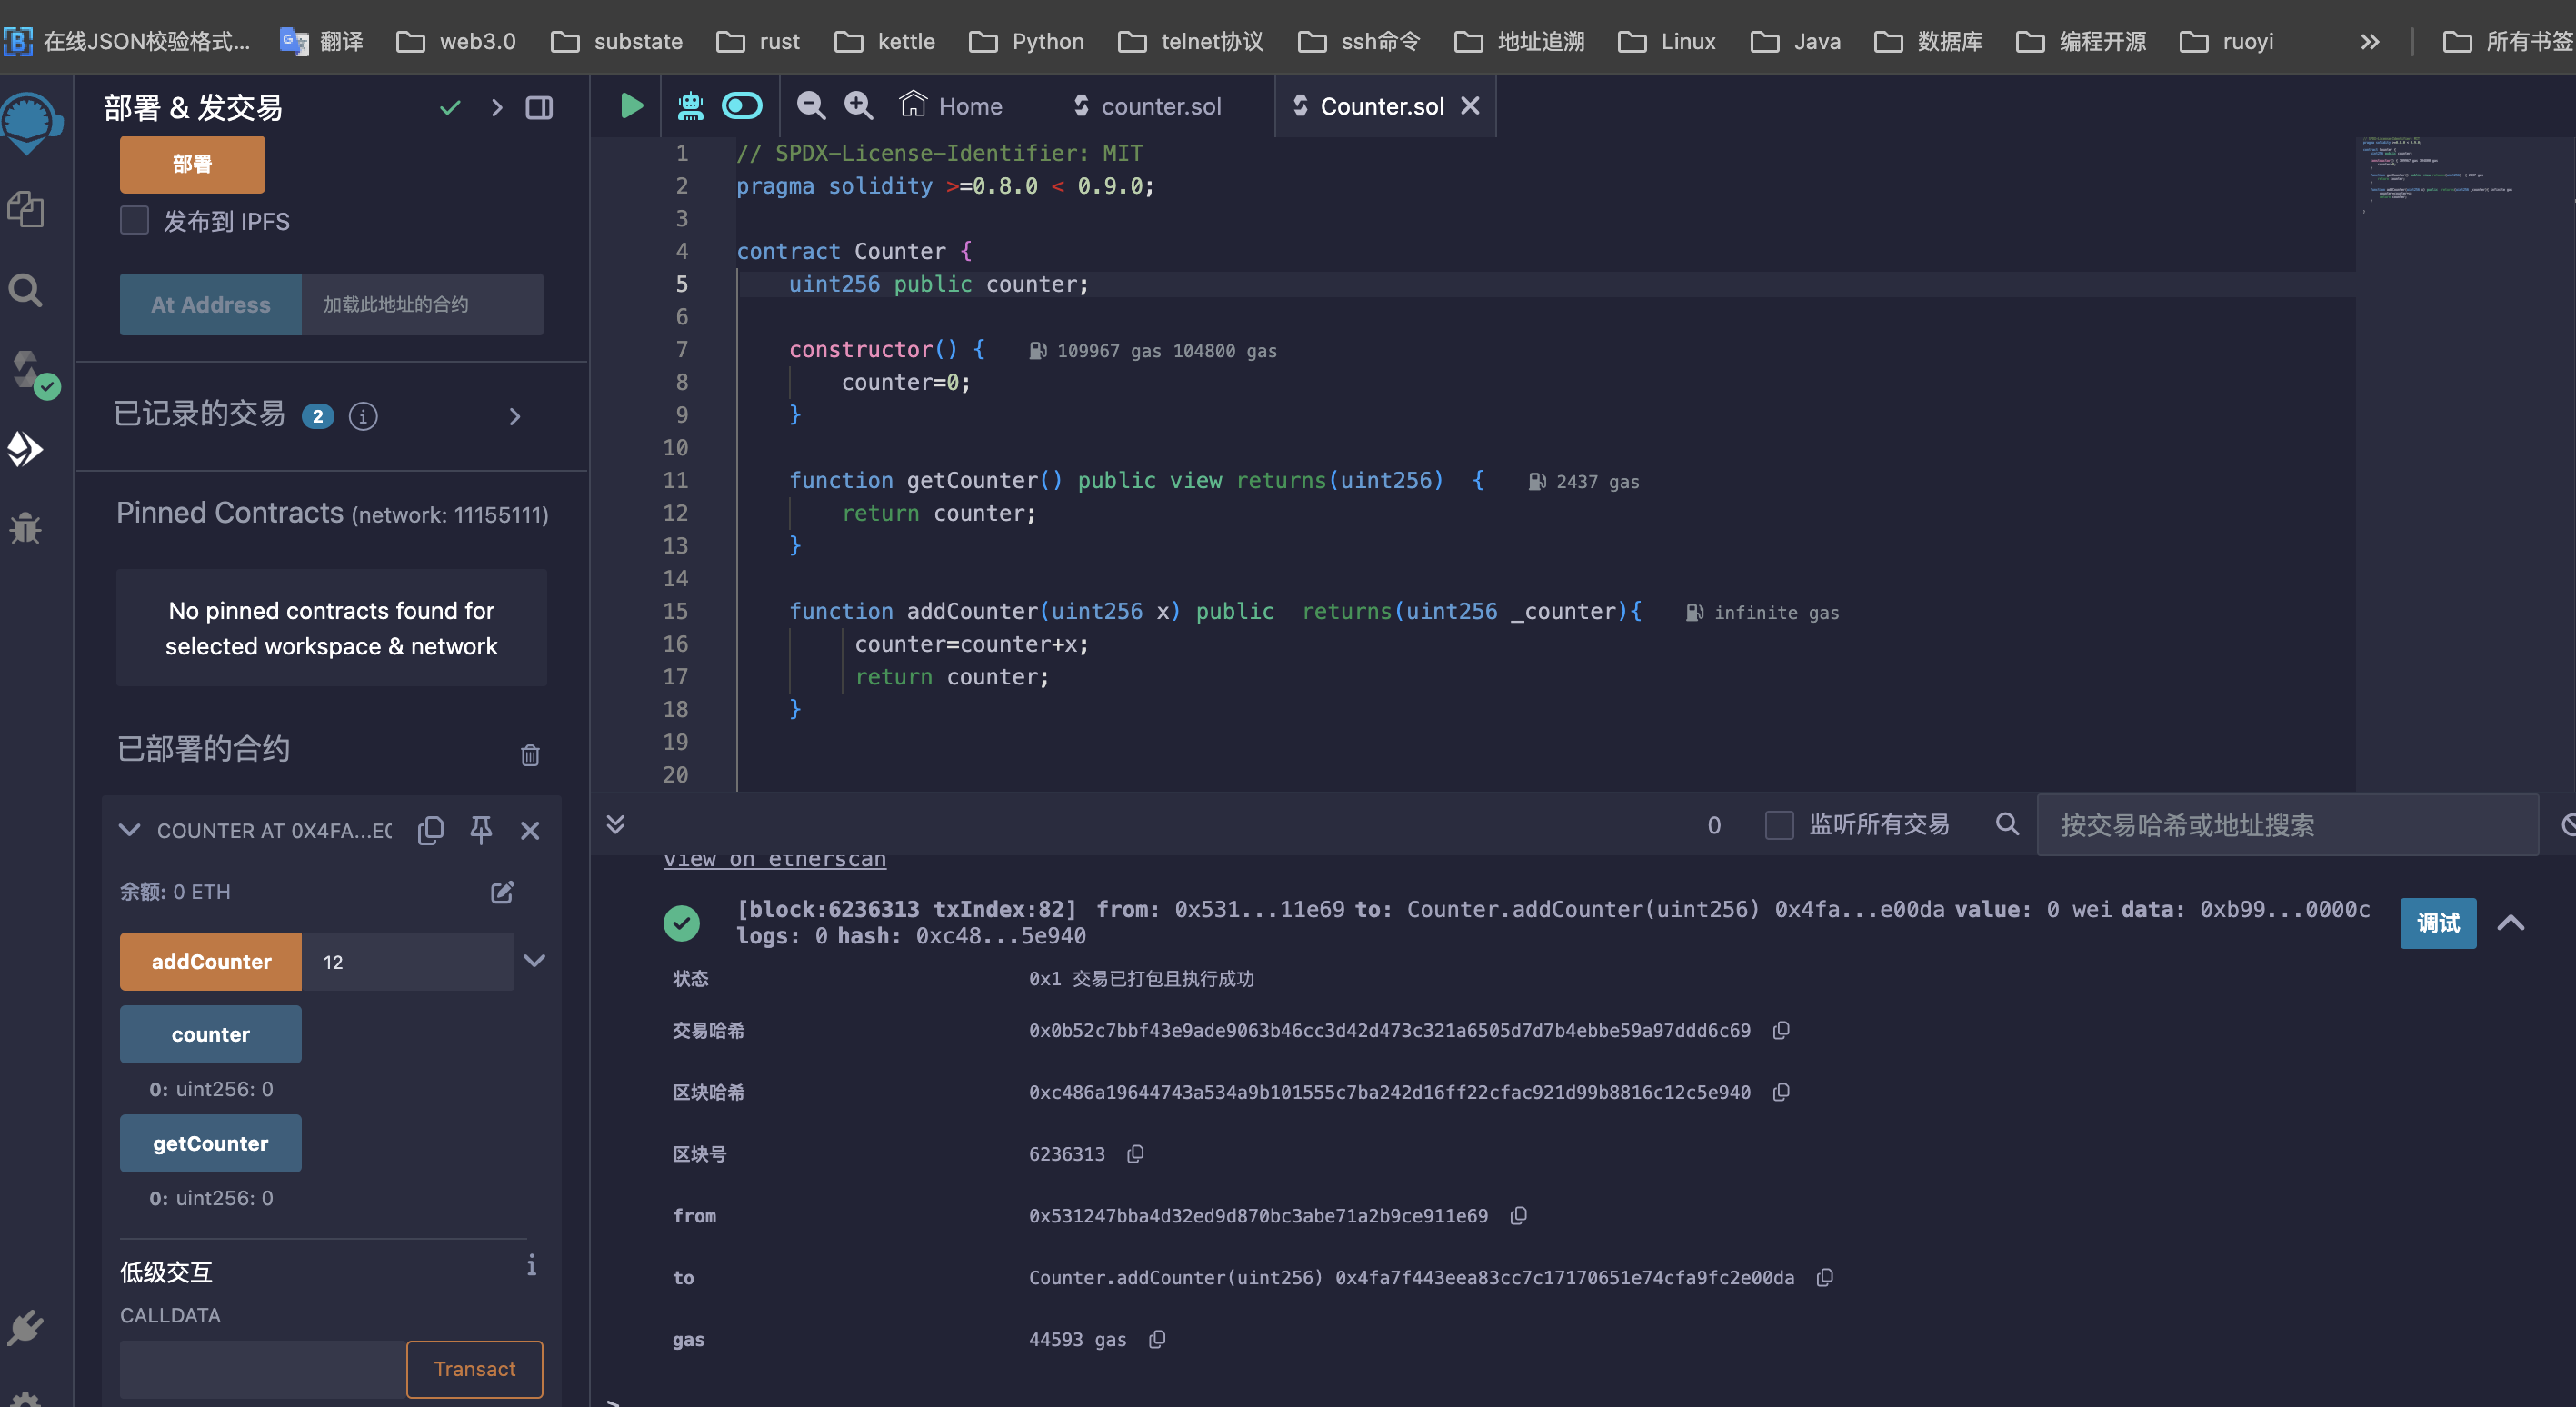 在线JSON校验格式... 翻译 web3.0 substate rust kettle Python telnet协议 ssh命令 地址追溯 Linux Java 数据库 编程开源 ruoyi 所有书签
部署 & 发交易
部署
发布到 IPFS
At Address 加载此地址的合约
已记录的交易 2
Pinned Contracts (network: 11155111)
No pinned contracts found for
selected workspace & network
已部署的合约
COUNTER AT 0X4FA...E0
余额: 0 ETH
addCounter 12
counter
0: uint256: 0
getCounter
0: uint256: 0
低级交互
CALLDATA
Transact
Home counter.sol Counter.sol
1 // SPDX-License-Identifier: MIT
2 pragma solidity >=0.8.0 < 0.9.0;
3
4 contract Counter {
5 uint256 public counter;
6
7 constructor() { 109967 gas 104800 gas
8 counter=0;
9 }
10
11 function getCounter() public view returns(uint256) { 2437 gas
12 return counter;
13 }
14
15 function addCounter(uint256 x) public returns(uint256 _counter){ infinite gas
16 counter=counter+x;
17 return counter;
18 }
19
20
0 监听所有交易 按交易哈希或地址搜索
view on etherscan
[block:6236313 txIndex:82] from: 0x531...11e69 to: Counter.addCounter(uint256) 0x4fa...e00da value: 0 wei data: 0xb99...0000c
logs: 0 hash: 0xc48...5e940
调试
状态 0x1 交易已打包且执行成功
交易哈希 0x0b52c7bbf43e9ade9063b46cc3d42d473c321a6505d7d7b4ebbe59a97ddd6c69
区块哈希 0xc486a19644743a534a9b101555c7ba242d16ff22cfac921d99b8816c12c5e940
区块号 6236313
from 0x531247bba4d32ed9d870bc3abe71a2b9ce911e69
to Counter.addCounter(uint256) 0x4fa7f443eea83cc7c17170651e74cfa9fc2e00da
gas 44593 gas